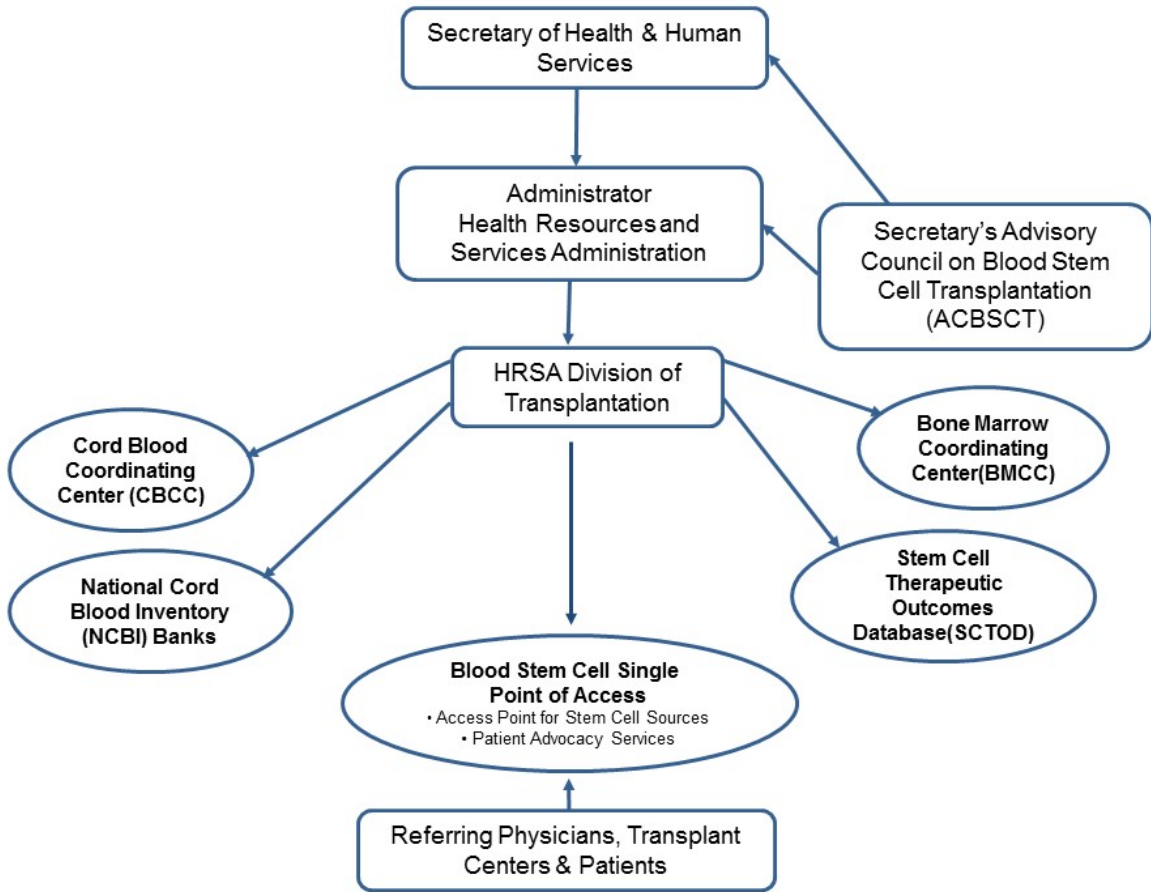 Secretary of Health & Human
Services
Administrator
Health Resources and
Services Administration
Secretary's Advisory
Council on Blood Stem
Cell Transplantation
(ACBSCT)
HRSA Division of
Transplantation
Cord Blood
Coordinating
Center (CBCC)
Bone Marrow
Coordinating
Center(BMCC)
National Cord
Blood Inventory
(NCBI) Banks
Stem Cell
Therapeutic
Outcomes
Database(SCTOD)
Blood Stem Cell Single
Point of Access
• Access Point for Stem Cell Sources
• Patient Advocacy Services
Referring Physicians, Transplant
Centers & Patients